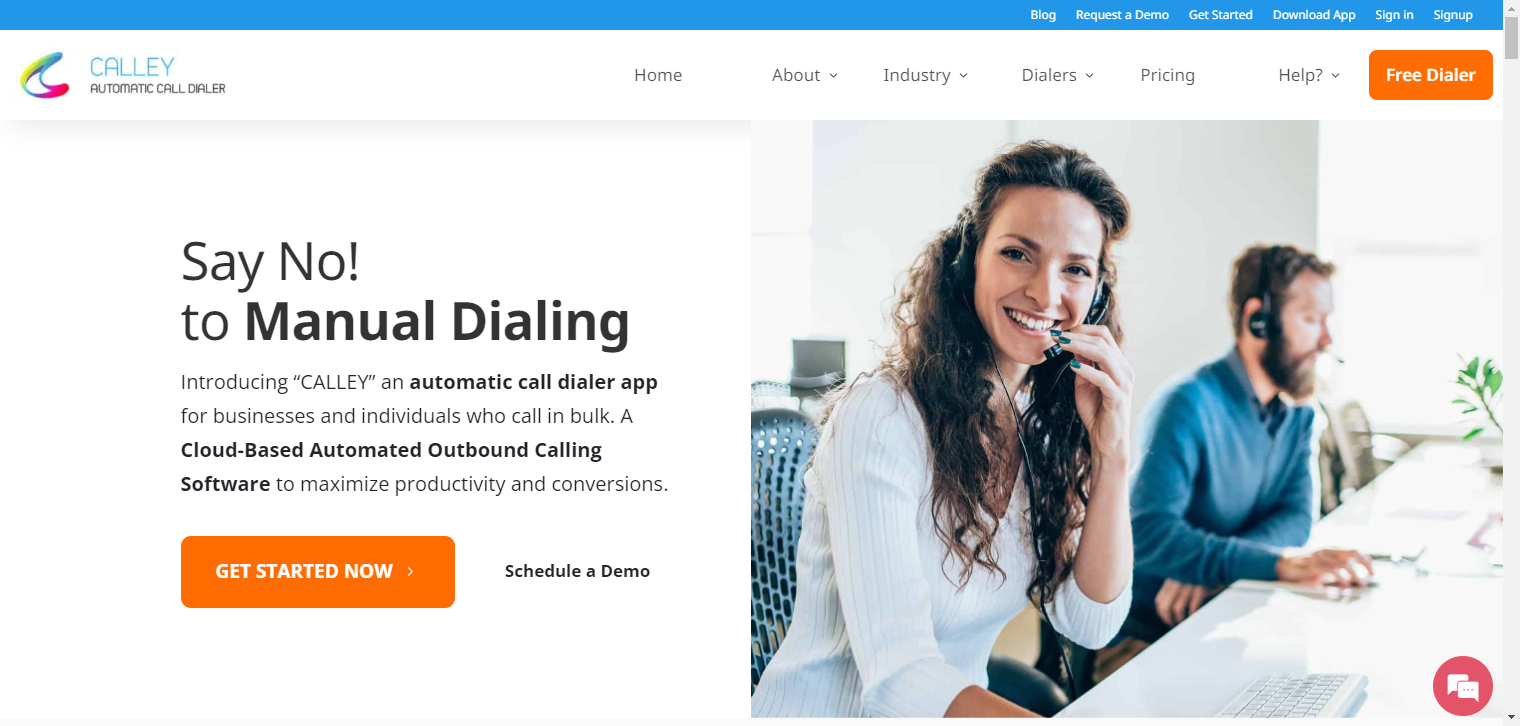 Blog Request a Demo Get Started Download App Sign in Signup
CALLEY
AUTOMATIC CALL DIALER
Home About Industry Dialers Pricing Help? Free Dialer
Say No!
to Manual Dialing
Introducing “CALLEY” an automatic call dialer app
for businesses and individuals who call in bulk. A
Cloud-Based Automated Outbound Calling
Software to maximize productivity and conversions.
GET STARTED NOW
Schedule a Demo